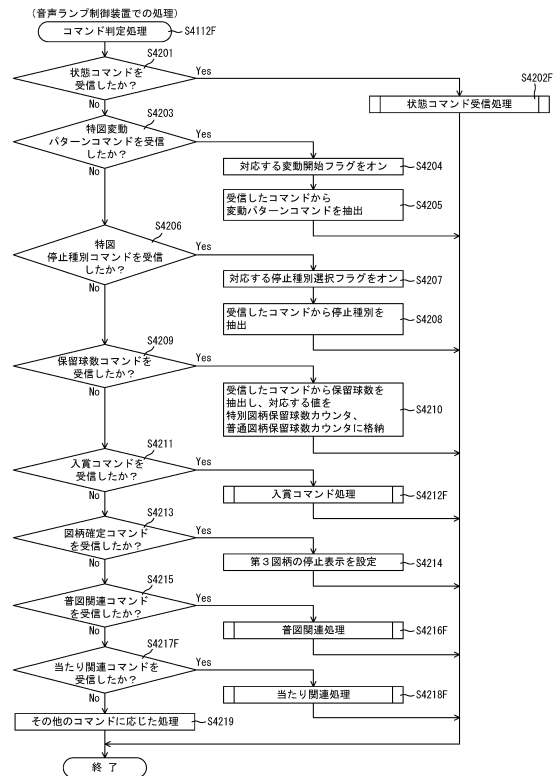 （音声ランプ制御装置での処理）
コマンド判定処理 S4112F
S4201
状態コマンドを
受信したか？
Yes
No
S4202F
状態コマンド受信処理
S4203
特図変動
パターンコマンドを受信
したか？
Yes
No
対応する変動開始フラグをオン S4204
受信したコマンドから
変動パターンコマンドを抽出
S4205
S4206
特図
停止種別コマンドを受信
したか？
Yes
No
対応する停止種別選択フラグをオン S4207
受信したコマンドから停止種別を
抽出
S4208
S4209
保留球数コマンドを
受信したか？
Yes
No
受信したコマンドから保留球数を
抽出し、対応する値を
特別図柄保留球数カウンタ、
普通図柄保留球数カウンタに格納
S4210
S4211
入賞コマンドを
受信したか？
Yes
No
入賞コマンド処理 S4212F
S4213
図柄確定コマンド
を受信したか？
Yes
No
第３図柄の停止表示を設定 S4214
S4215
普図関連コマンド
を受信したか？
Yes
No
普図関連処理 S4216F
S4217F
当たり関連コマンドを
受信したか？
Yes
No
当たり関連処理 S4218F
その他のコマンドに応じた処理 S4219
終了